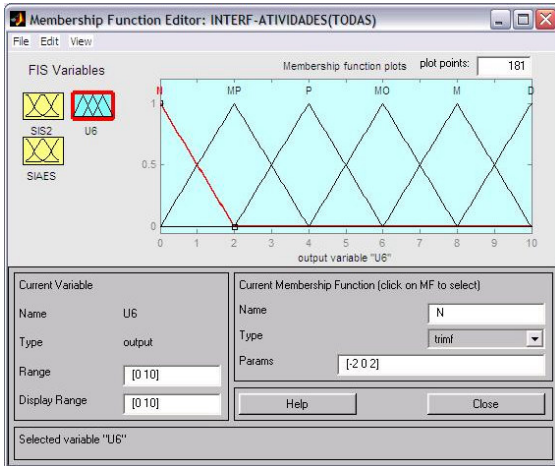 Membership Function Editor: INTERF-ATIVIDADES(TODAS)
File Edit View
FIS Variables
SIS2
U6
SIAES
Membership function plots
plot points: 181
N MP P MO M D
1
0.5
0
0 1 2 3 4 5 6 7 8 9 10
output variable "U6"
Current Variable
Name U6
Type output
Range [0 10]
Display Range [0 10]
Current Membership Function (click on MF to select)
Name N
Type trimf
Params [-2 0 2]
Help Close
Selected variable "U6"